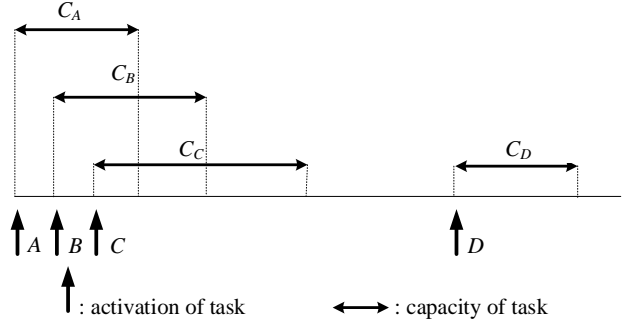 C_A
C_B
C_C
C_D
A B C D
: activation of task : capacity of task